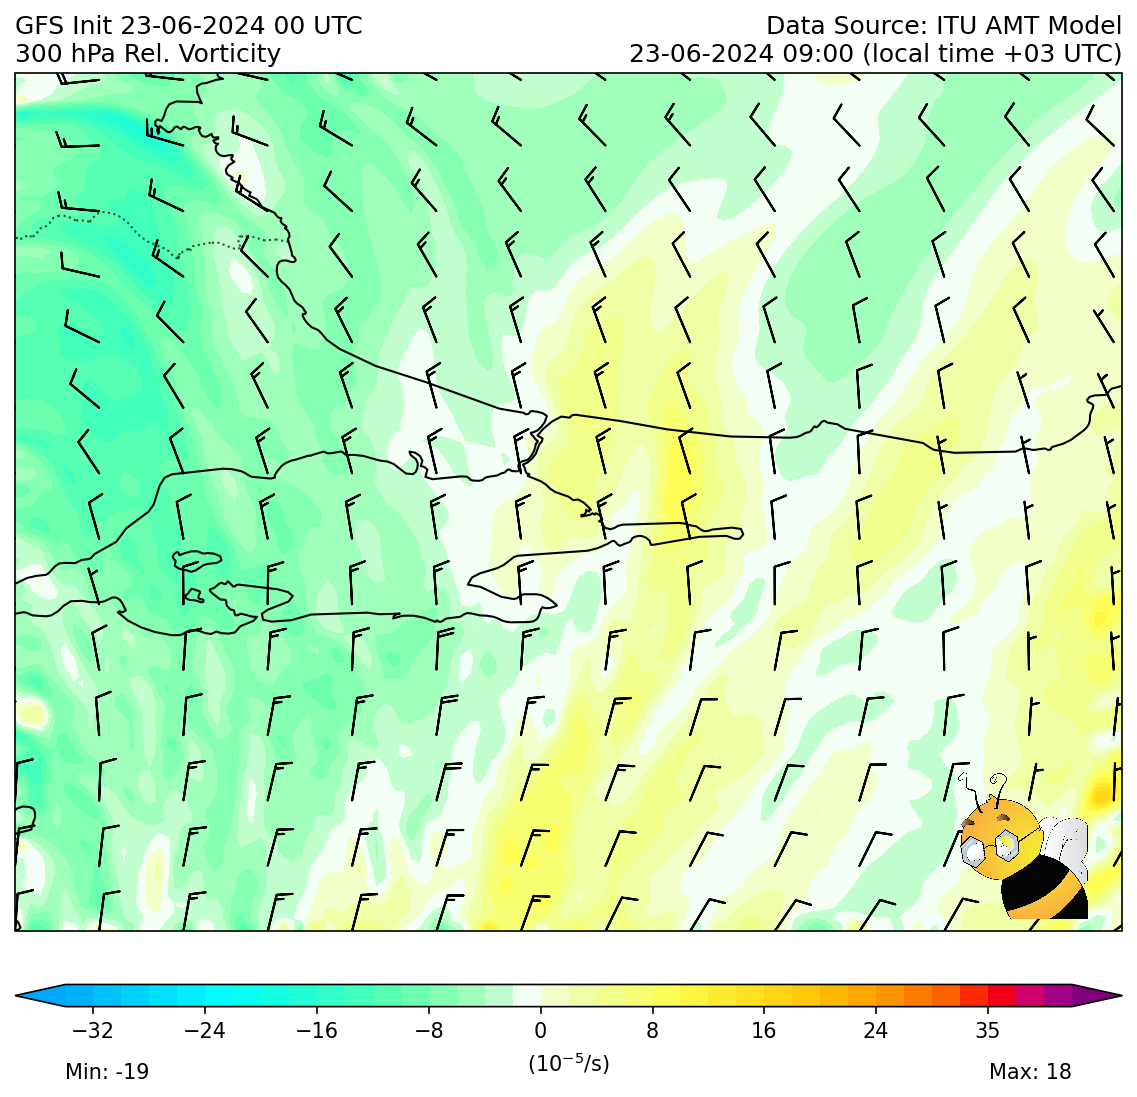 GFS Init 23-06-2024 00 UTC
Data Source: ITU AMT Model
300 hPa Rel. Vorticity
23-06-2024 09:00 (local time +03 UTC)
−32 −24 −16 −8 0 8 16 24 35
(10⁻⁵/s)
Min: -19
Max: 18